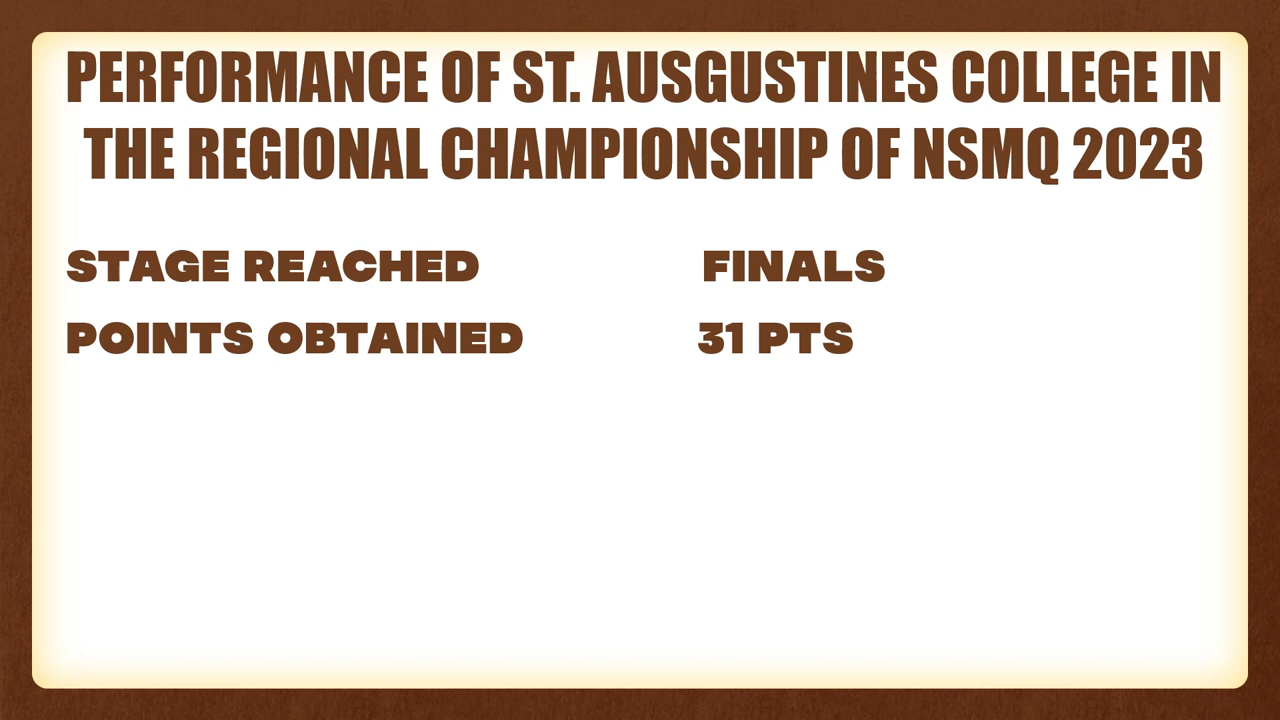 PERFORMANCE OF ST. AUSGUSTINES COLLEGE IN
THE REGIONAL CHAMPIONSHIP OF NSMQ 2023
STAGE REACHED FINALS
POINTS OBTAINED 31 PTS